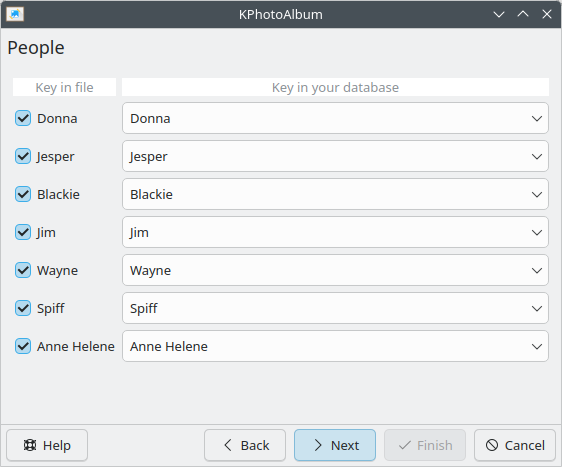 KPhotoAlbum
People
Key in file Key in your database
Donna Donna
Jesper Jesper
Blackie Blackie
Jim Jim
Wayne Wayne
Spiff Spiff
Anne Helene Anne Helene
Help Back Next Finish Cancel